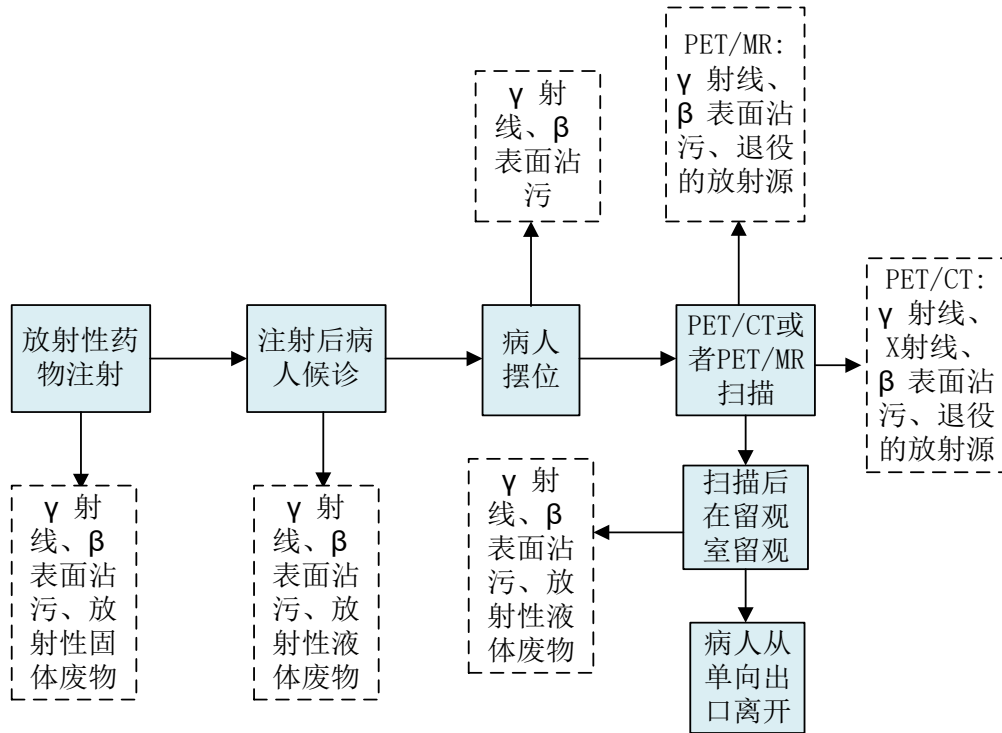 PET/MR:
γ 射线、
β 表面沾
污、退役
的放射源
γ 射
线、β
表面沾
污
PET/CT:
γ 射线、
X射线、
β 表面沾
污、退役
的放射源
放射性药
物注射
注射后病
人候诊
病人
摆位
PET/CT或
者PET/MR
扫描
γ 射
线、β
表面沾
污、放
射性固
体废物
γ 射
线、β
表面沾
污、放
射性液
体废物
γ 射
线、β
表面沾
污、放
射性液
体废物
扫描后
在留观
室留观
病人从
单向出
口离开